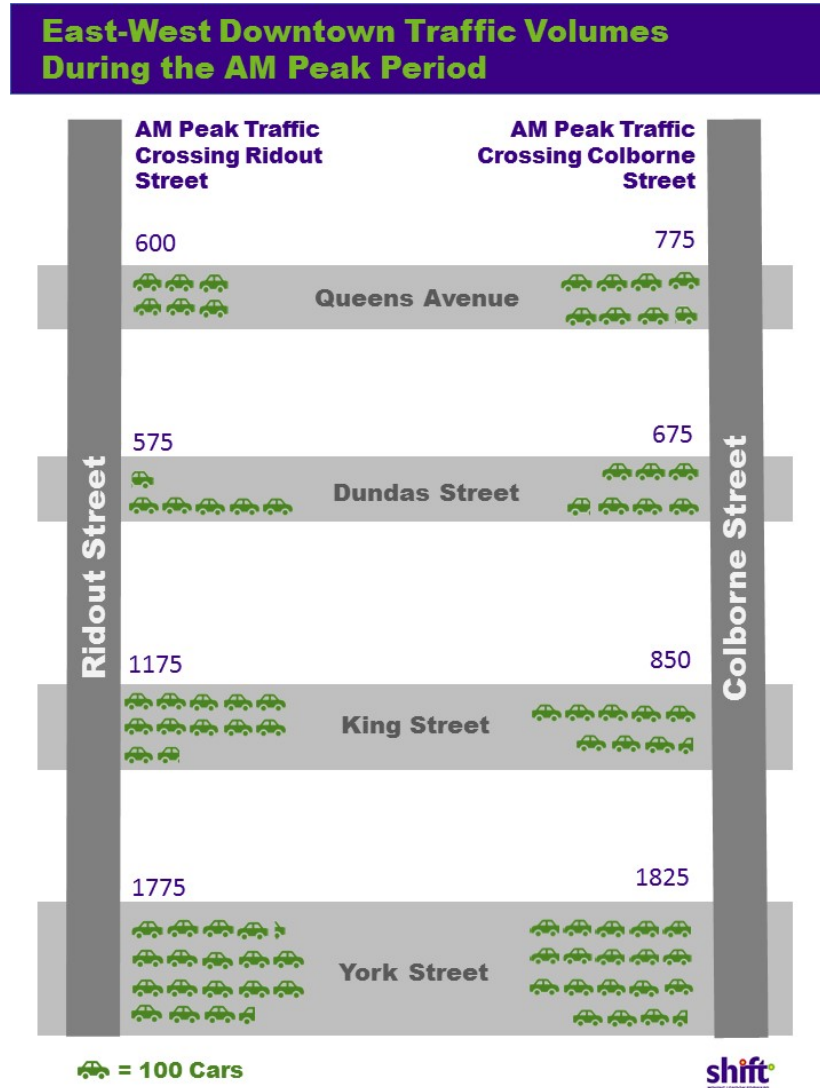 East-West Downtown Traffic Volumes
During the AM Peak Period
AM Peak Traffic
Crossing Ridout
Street
AM Peak Traffic
Crossing Colborne
Street
600
775
Queens Avenue
575
675
Dundas Street
Ridout Street
Colborne Street
1175
850
King Street
1775
1825
York Street
= 100 Cars
shift